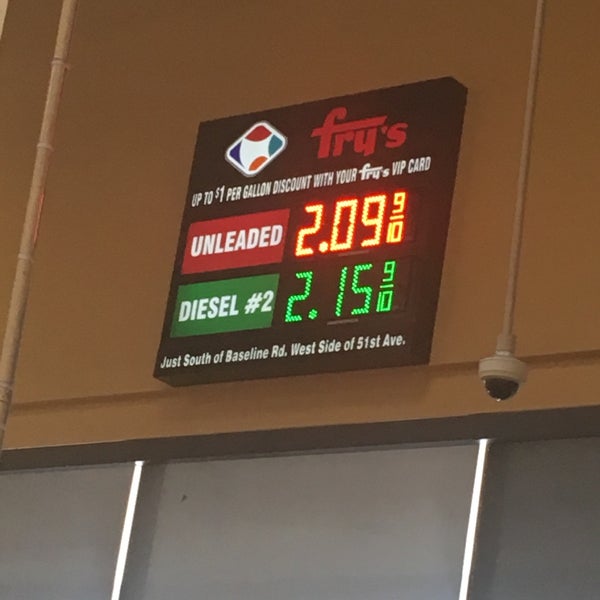 fry's
UP TO $1 PER GALLON DISCOUNT WITH YOUR fry's VIP CARD
UNLEADED 2.09 9/10
DIESEL #2 2.15 9/10
Just South of Baseline Rd. West Side of 51st Ave.